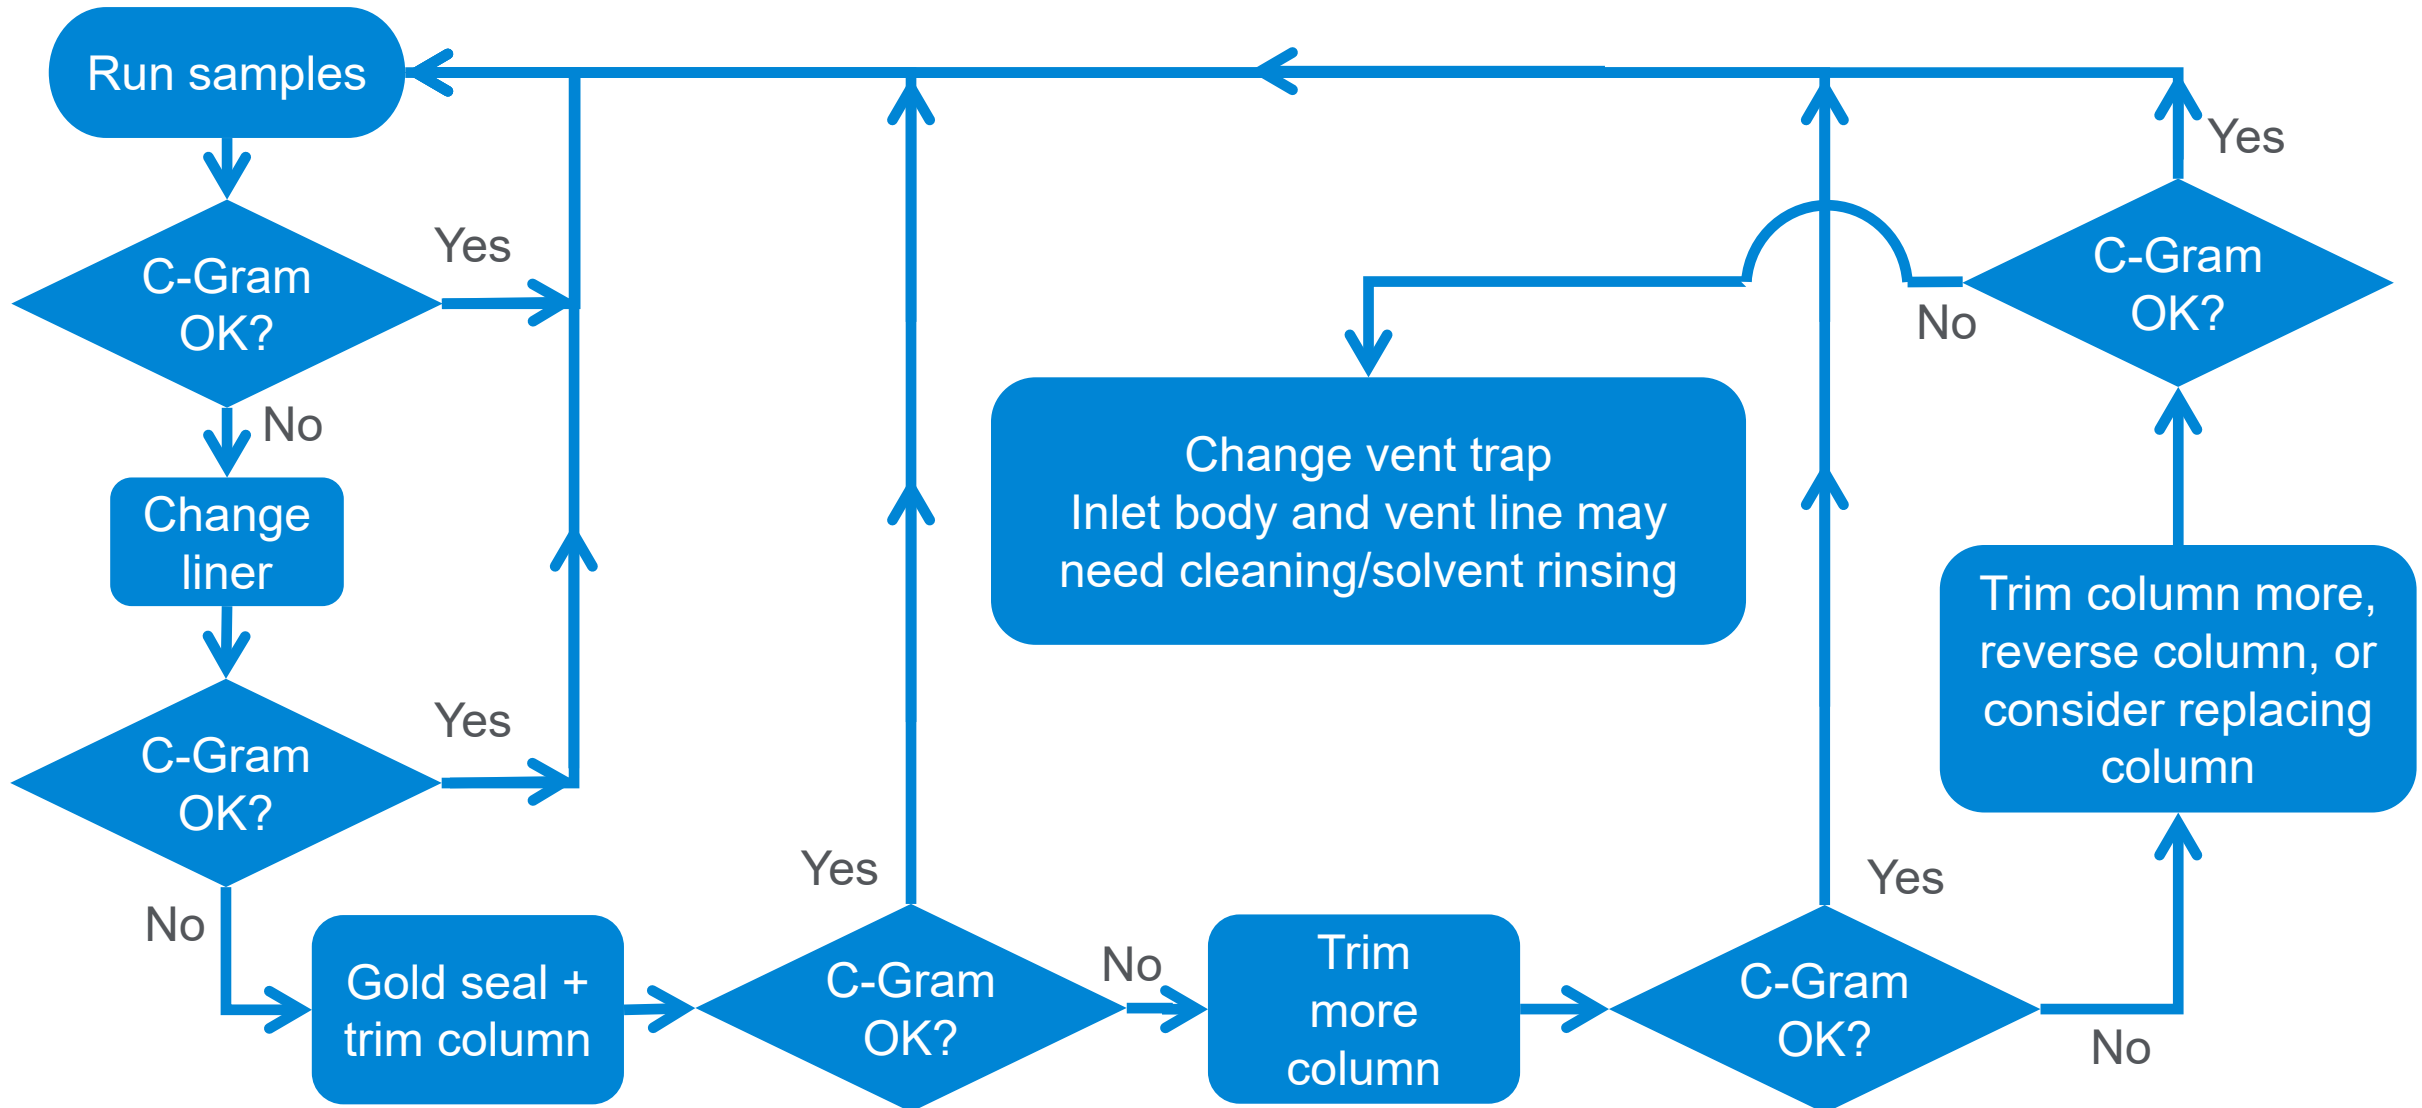 Run samples
C-Gram
OK?
Yes
No
Change
liner
C-Gram
OK?
Yes
No
Gold seal +
trim column
C-Gram
OK?
Yes
No
Trim
more
column
C-Gram
OK?
Yes
No
Trim column more,
reverse column, or
consider replacing
column
C-Gram
OK?
Yes
No
Change vent trap
Inlet body and vent line may
need cleaning/solvent rinsing